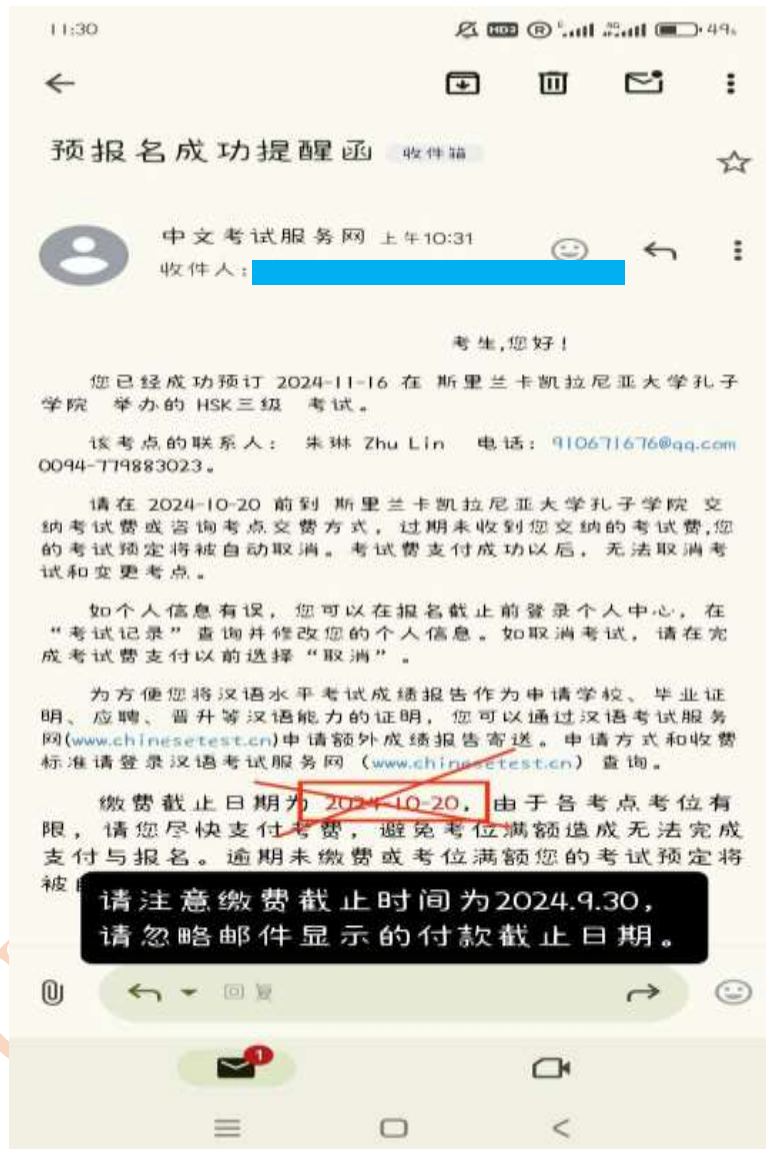 11:30
HD3 R 49%
预报名成功提醒函 收件箱
中文考试服务网 上午10:31
收件人:
考生,您好!
您已经成功预订 2024-11-16 在 斯里兰卡凯拉尼亚大学孔子
学院 举办的 HSK三级 考试。
该考点的联系人: 朱琳 Zhu Lin 电话: 910671676@qq.com
0094-779883023。
请在 2024-10-20 前到 斯里兰卡凯拉尼亚大学孔子学院 交
纳考试费或咨询考点交费方式, 过期未收到您交纳的考试费,您
的考试预定将被自动取消。考试费支付成功以后, 无法取消考
试和变更考点。
如个人信息有误, 您可以在报名截止前登录个人中心, 在
“考试记录”查询并修改您的个人信息。如取消考试, 请在完
成考试费支付以前选择“取消”。
为方便您将汉语水平考试成绩报告作为申请学校、毕业证
明、应聘、晋升等汉语能力的证明, 您可以通过汉语考试服务
网(www.chinesetest.cn)申请额外成绩报告寄送。申请方式和收费
标准请登录汉语考试服务网 (www.chinesetest.cn) 查询。
缴费截止日期为 2024-10-20, 由于各考点考位有
限, 请您尽快支付考费, 避免考位满额造成无法完成
支付与报名。逾期未缴费或考位满额您的考试预定将
被
请注意缴费截止时间为2024.9.30,
请忽略邮件显示的付款截止日期。
回复
1